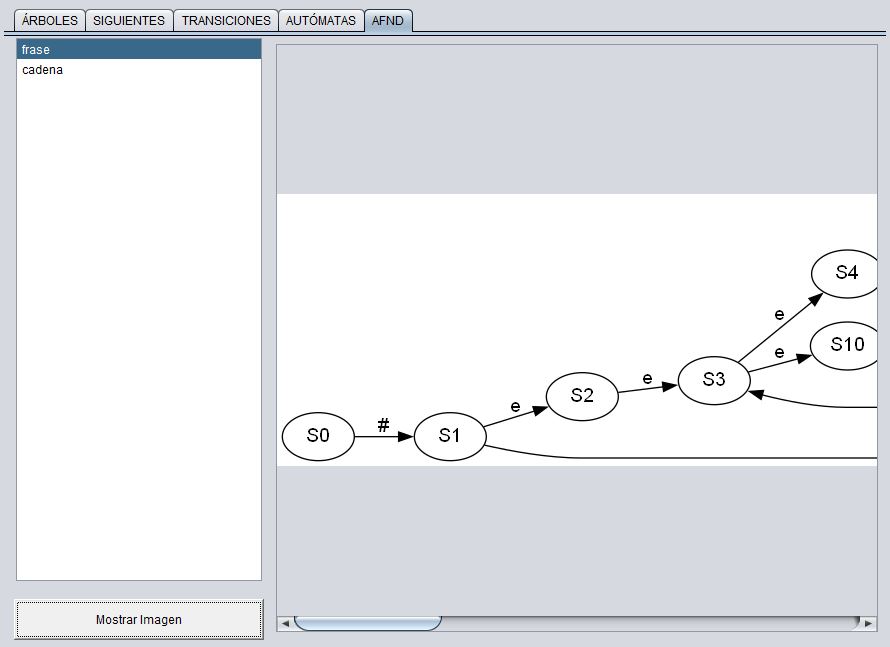 ÁRBOLES SIGUIENTES TRANSICIONES AUTÓMATAS AFND
frase
cadena
S4
e
e
S10
e
S3
e
S2
#
S0
S1
Mostrar Imagen